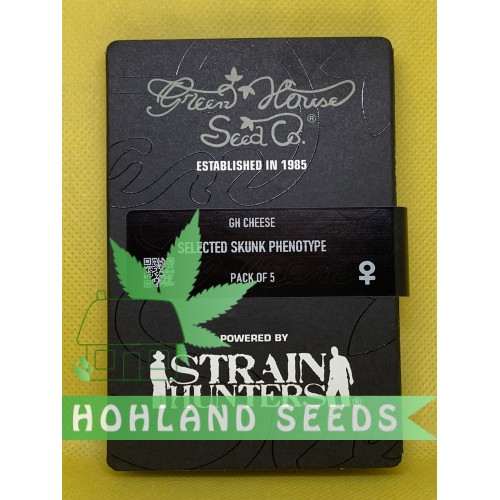 Green House
Seed Co.®
ESTABLISHED IN 1985
GH CHEESE
SELECTED SKUNK PHENOTYPE
PACK OF 5
POWERED BY
STRAIN
HUNTERS®
HOHLAND SEEDS